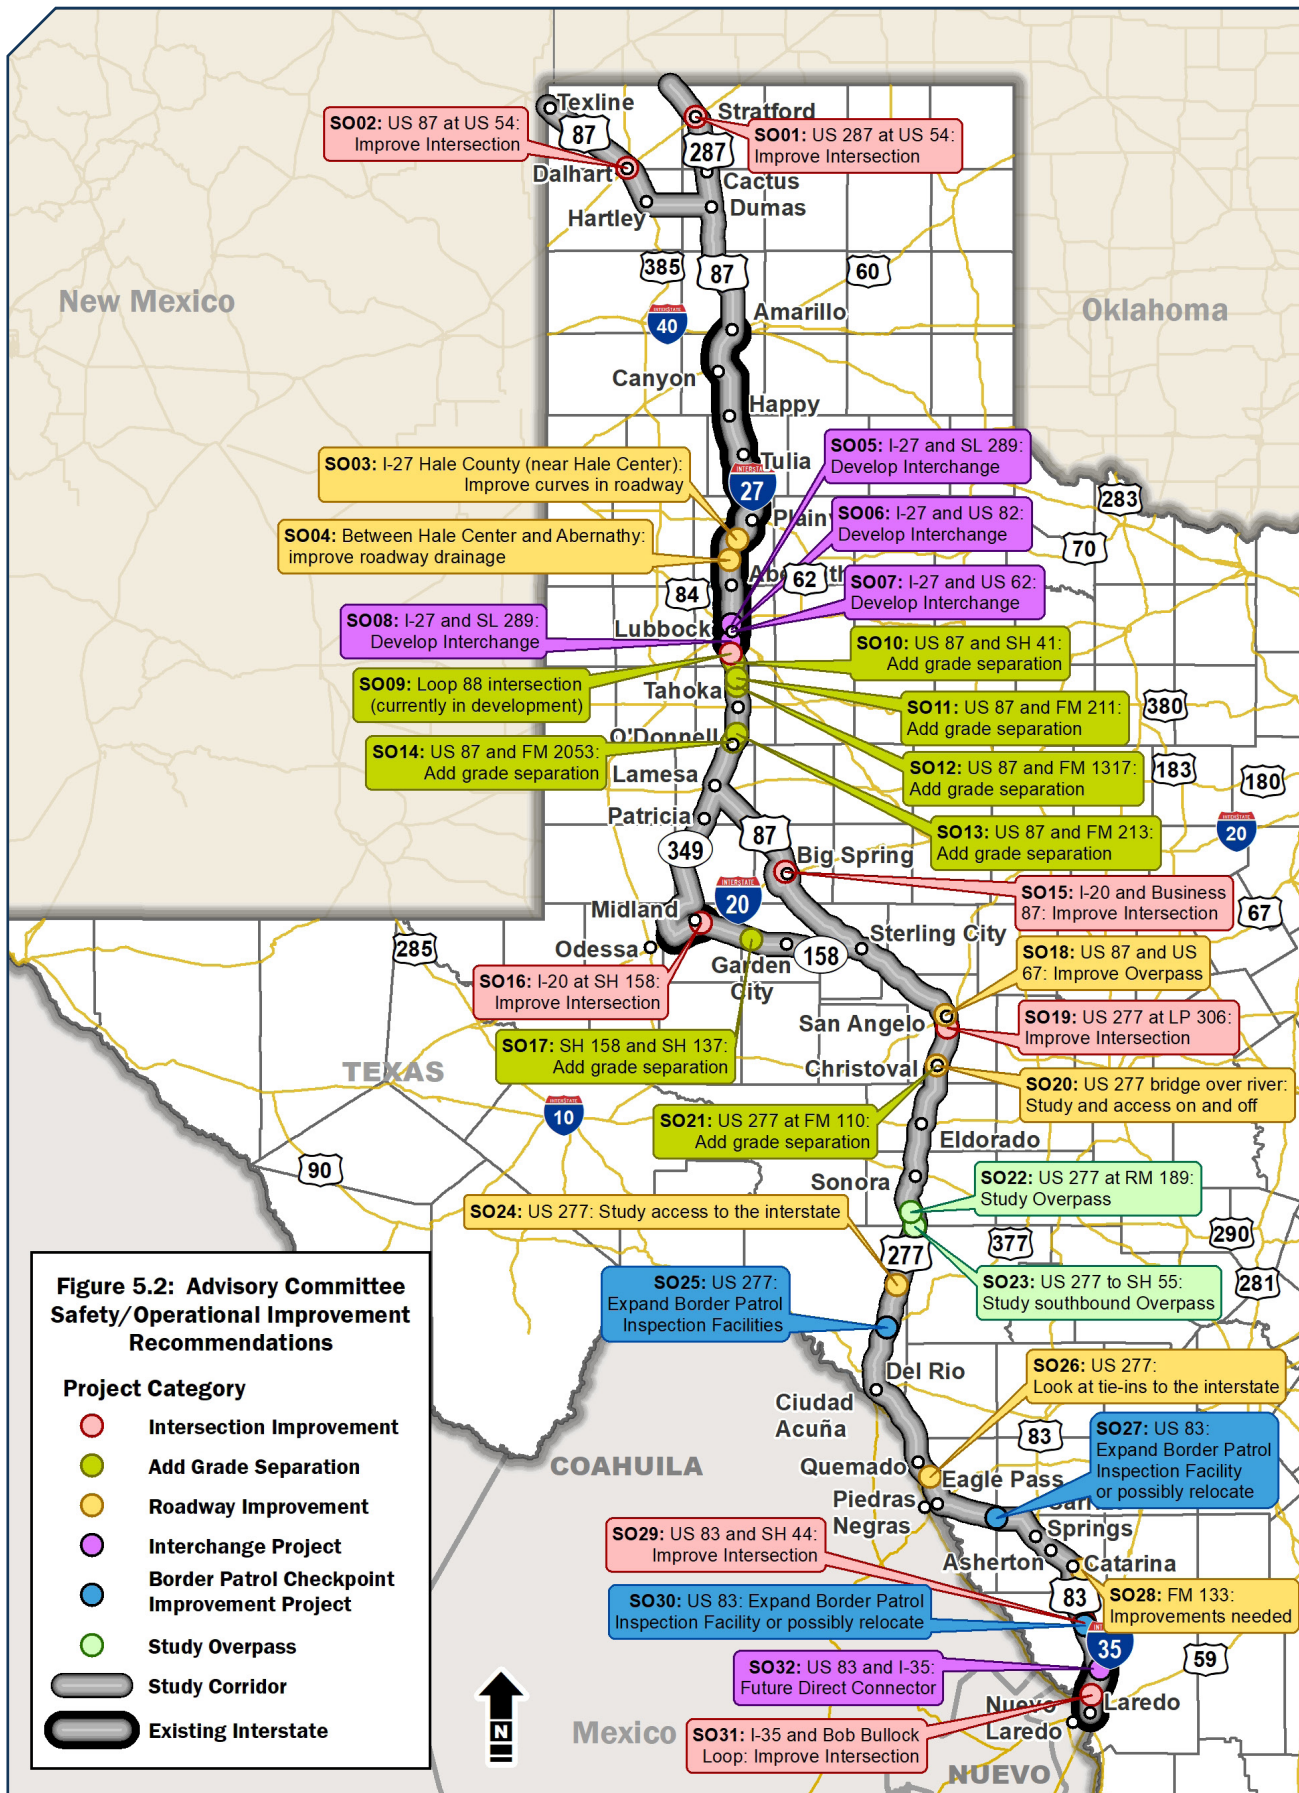 Texline
Stratford
SO02: US 87 at US 54:
Improve Intersection
87
SO01: US 287 at US 54:
Improve Intersection
287
Dalhart
Cactus
Hartley
Dumas
385
87
60
New Mexico
Oklahoma
40
Amarillo
Canyon
Happy
SO05: I-27 and SL 289:
Develop Interchange
SO03: I-27 Hale County (near Hale Center):
Improve curves in roadway
Tulia
INTERSTA
27
283
SO06: I-27 and US 82:
Develop Interchange
SO04: Between Hale Center and Abernathy:
improve roadway drainage
70
62
84
SO07: I-27 and US 62:
Develop Interchange
SO08: I-27 and SL 289:
Develop Interchange
Lubbock
SO10: US 87 and SH 41:
Add grade separation
SO09: Loop 88 intersection
(currently in development)
Tahoka
380
SO11: US 87 and FM 211:
Add grade separation
O'Donnell
SO14: US 87 and FM 2053:
Add grade separation
SO12: US 87 and FM 1317:
Add grade separation
183
180
Lamesa
Patricia
87
SO13: US 87 and FM 213:
Add grade separation
INTERSTATE
20
349
Big Spring
INTERSTATE
20
SO15: I-20 and Business
87: Improve Intersection
67
Midland
Odessa
285
Sterling City
158
Garden
City
SO18: US 87 and US
67: Improve Overpass
SO16: I-20 at SH 158:
Improve Intersection
San Angelo
SO19: US 277 at LP 306:
Improve Intersection
SO17: SH 158 and SH 137:
Add grade separation
TEXAS
Christoval
SO20: US 277 bridge over river:
Study and access on and off
INTERSTATE
10
SO21: US 277 at FM 110:
Add grade separation
Eldorado
90
Sonora
SO22: US 277 at RM 189:
Study Overpass
SO24: US 277: Study access to the interstate
277
377
290
SO25: US 277:
Expand Border Patrol
Inspection Facilities
SO23: US 277 to SH 55:
Study southbound Overpass
281
Figure 5.2: Advisory Committee
Safety/Operational Improvement
Recommendations
Project Category
Intersection Improvement
Add Grade Separation
Roadway Improvement
Interchange Project
Border Patrol Checkpoint
Improvement Project
Study Overpass
Study Corridor
Existing Interstate
Del Rio
SO26: US 277:
Look at tie-ins to the interstate
Ciudad
Acuña
83
SO27: US 83:
Expand Border Patrol
Inspection Facility
or possibly relocate
COAHUILA
Quemado
Eagle Pass
Piedras
Negras
Springs
SO29: US 83 and SH 44:
Improve Intersection
Asherton
Catarina
83
SO28: FM 133:
Improvements needed
SO30: US 83: Expand Border Patrol
Inspection Facility or possibly relocate
35
59
SO32: US 83 and I-35:
Future Direct Connector
N
Mexico
Nuevo
Laredo
Laredo
SO31: I-35 and Bob Bullock
Loop: Improve Intersection
NUEVO